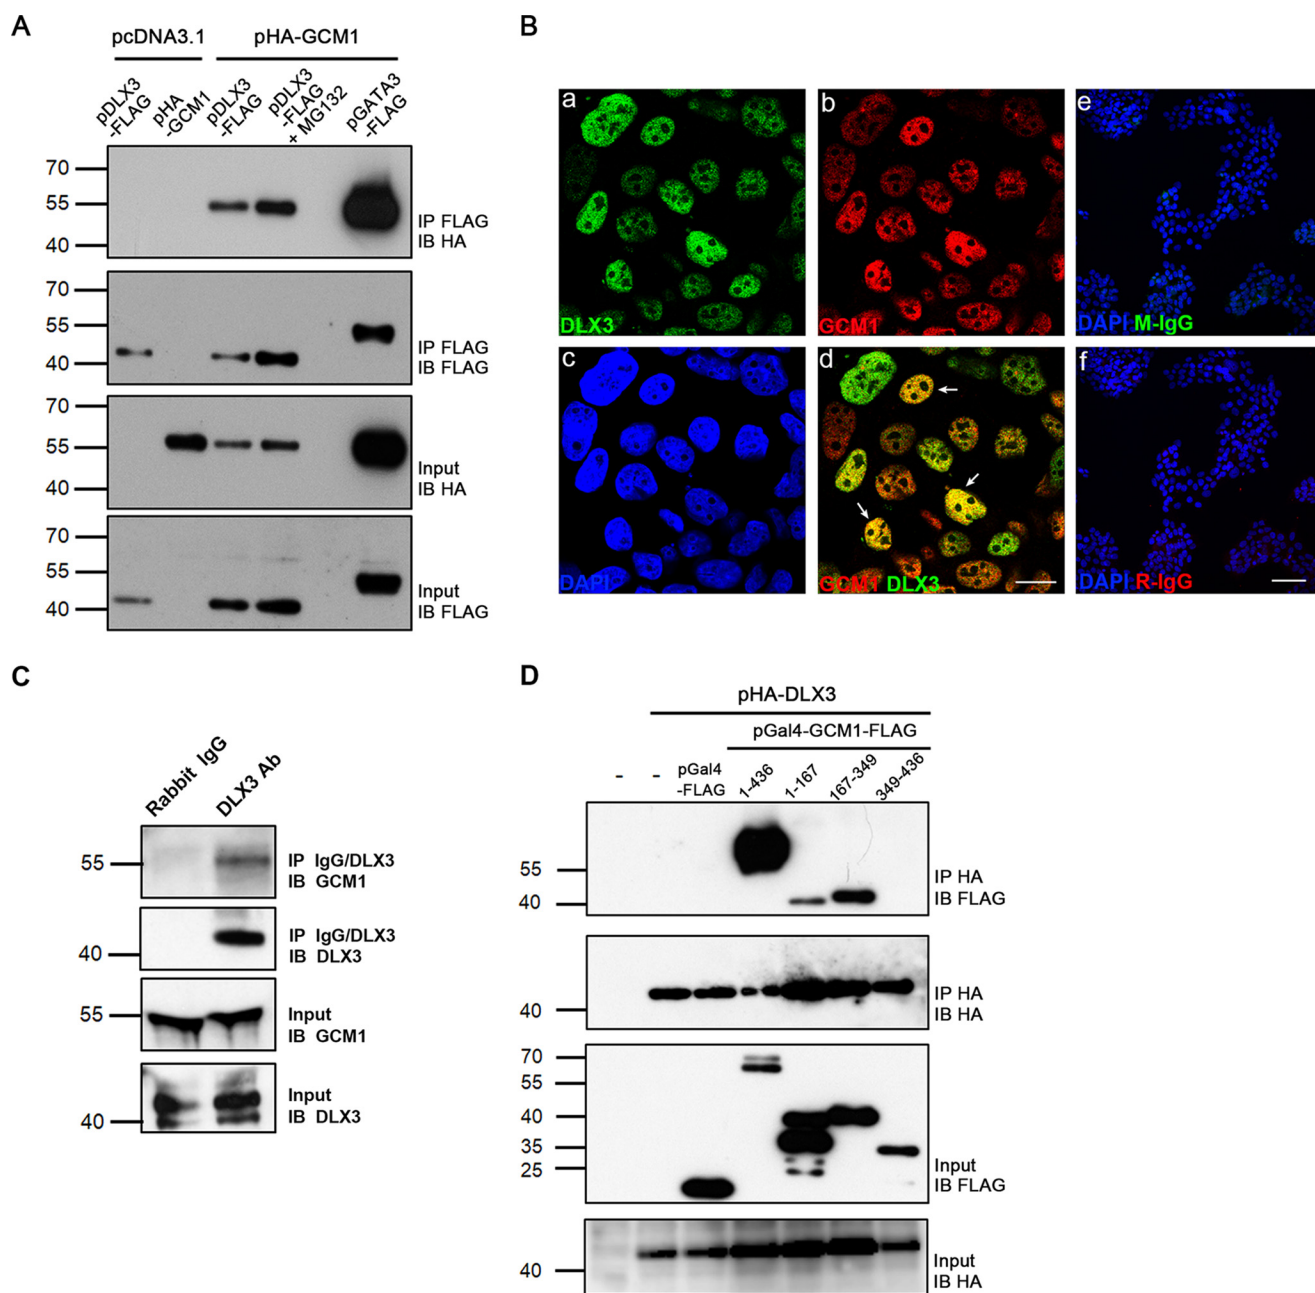 A
pcDNA3.1 pHA-GCM1
pDLX3
-FLAG
pHA
-GCM1
pDLX3
-FLAG
pDLX3
-FLAG
+ MG132
pGATA3
-FLAG
70
55
40
IP FLAG
IB HA
70
55
40
IP FLAG
IB FLAG
70
55
40
Input
IB HA
70
55
40
Input
IB FLAG
B
a
DLX3
b
GCM1
e
DAPI M-IgG
c
DAPI
d
GCM1 DLX3
f
DAPI R-IgG
C
Rabbit IgG
DLX3 Ab
55
IP IgG/DLX3
IB GCM1
40
IP IgG/DLX3
IB DLX3
55
Input
IB GCM1
40
Input
IB DLX3
D
pHA-DLX3
pGal4-GCM1-FLAG
- - pGal4
-FLAG
1-436
1-167
167-349
349-436
55
40
IP HA
IB FLAG
40
IP HA
IB HA
70
55
40
35
25
Input
IB FLAG
40
Input
IB HA